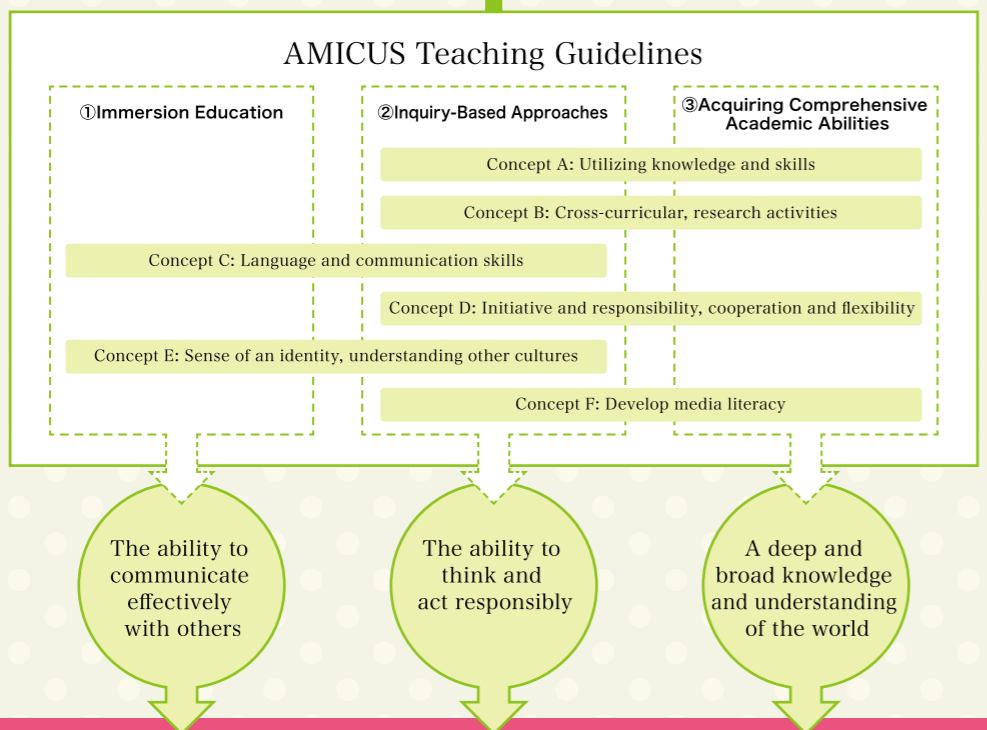 AMICUS Teaching Guidelines
①Immersion Education
②Inquiry-Based Approaches
③Acquiring Comprehensive
Academic Abilities
Concept A: Utilizing knowledge and skills
Concept B: Cross-curricular, research activities
Concept C: Language and communication skills
Concept D: Initiative and responsibility, cooperation and flexibility
Concept E: Sense of an identity, understanding other cultures
Concept F: Develop media literacy
The ability to
communicate
effectively
with others
The ability to
think and
act responsibly
A deep and
broad knowledge
and understanding
of the world